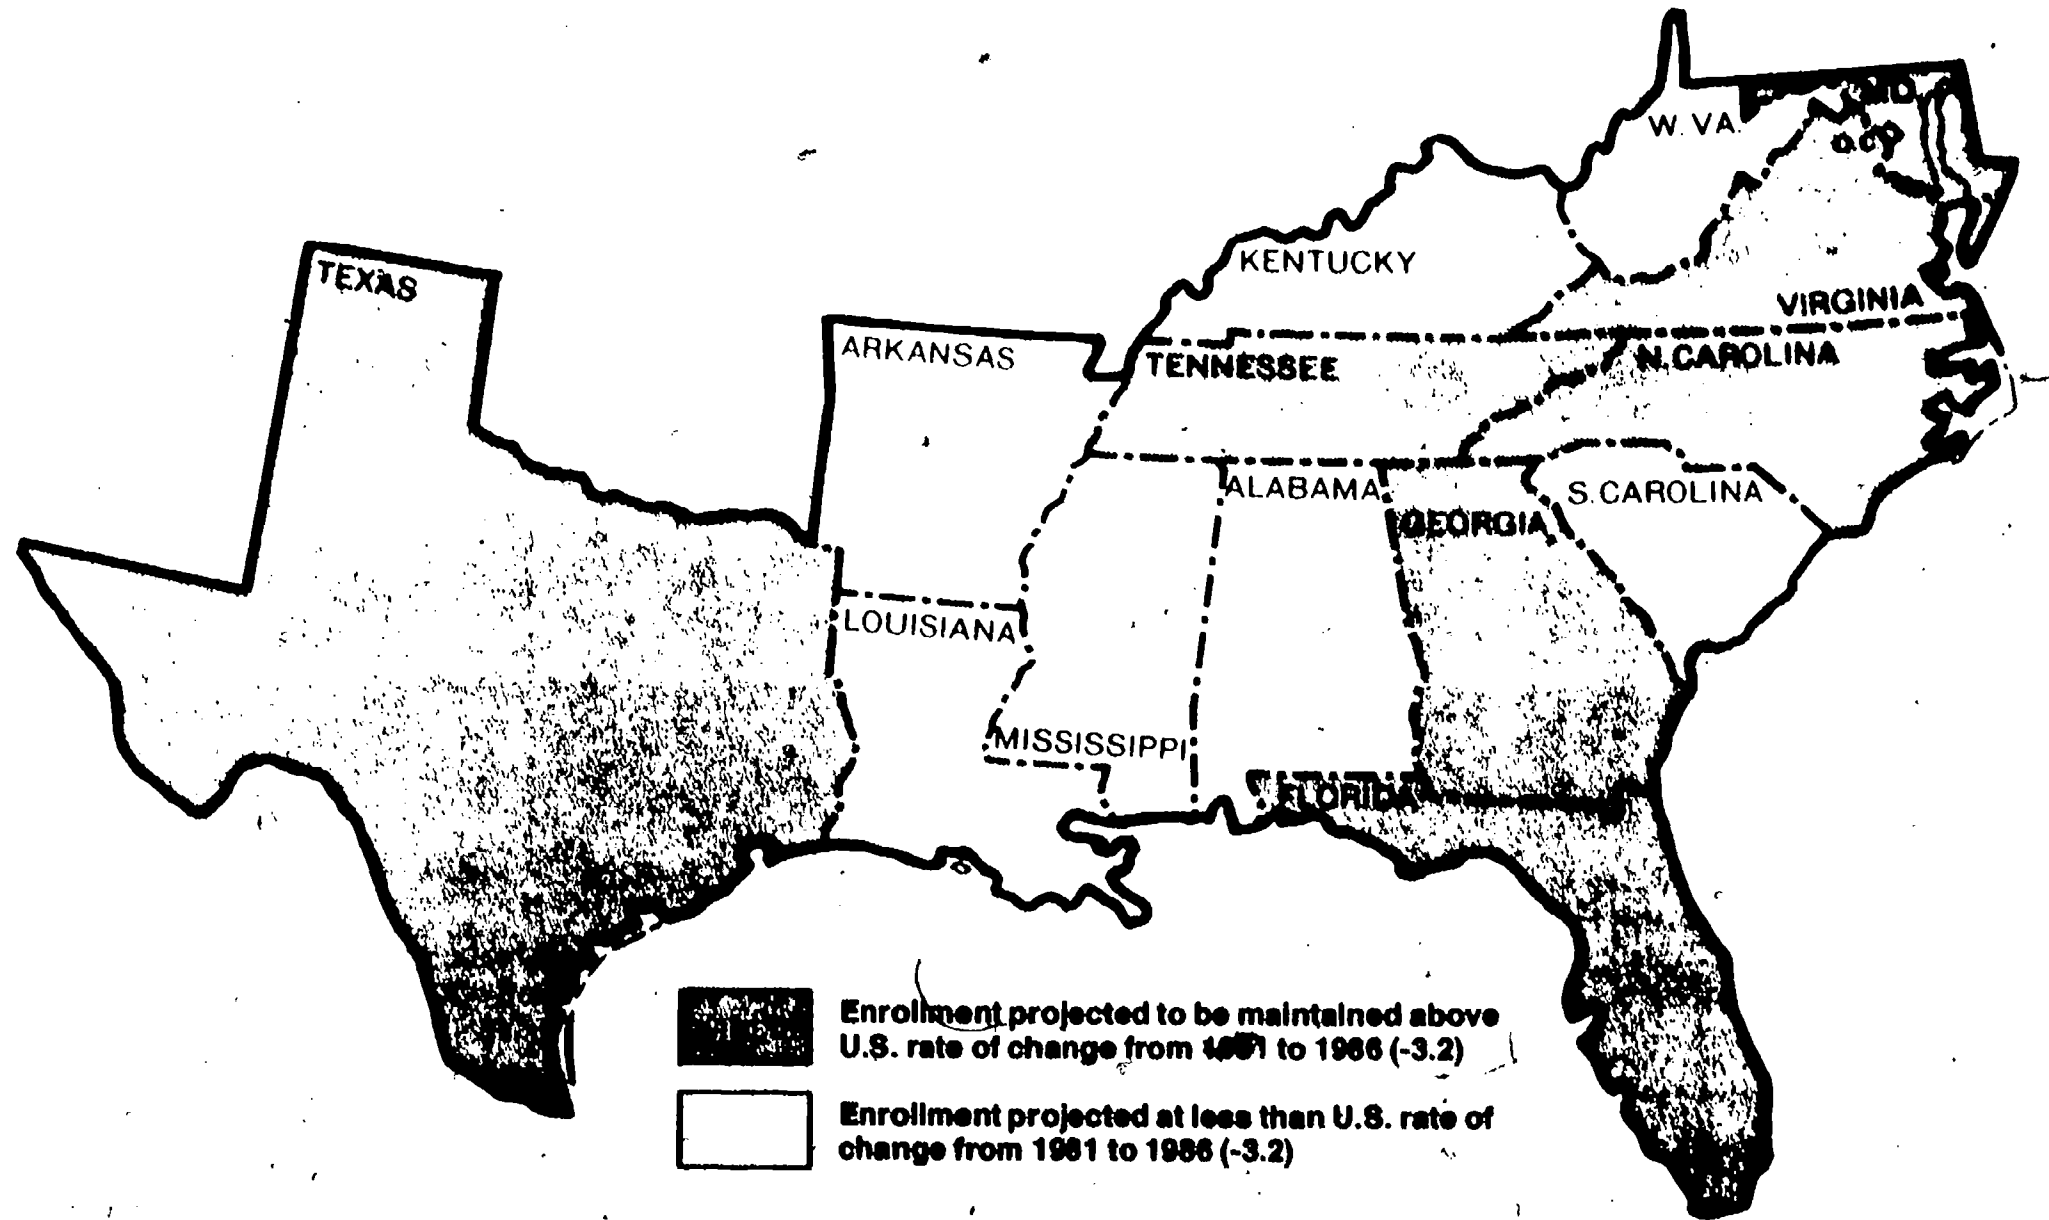 W. VA.
MD.
D.C.
KENTUCKY
TEXAS
VIRGINIA
ARKANSAS
TENNESSEE
N. CAROLINA
ALABAMA
S. CAROLINA
GEORGIA
LOUISIANA
MISSISSIPPI
FLORIDA
Enrollment projected to be maintained above
U.S. rate of change from 1981 to 1986 (-3.2)
Enrollment projected at less than U.S. rate of
change from 1981 to 1986 (-3.2)